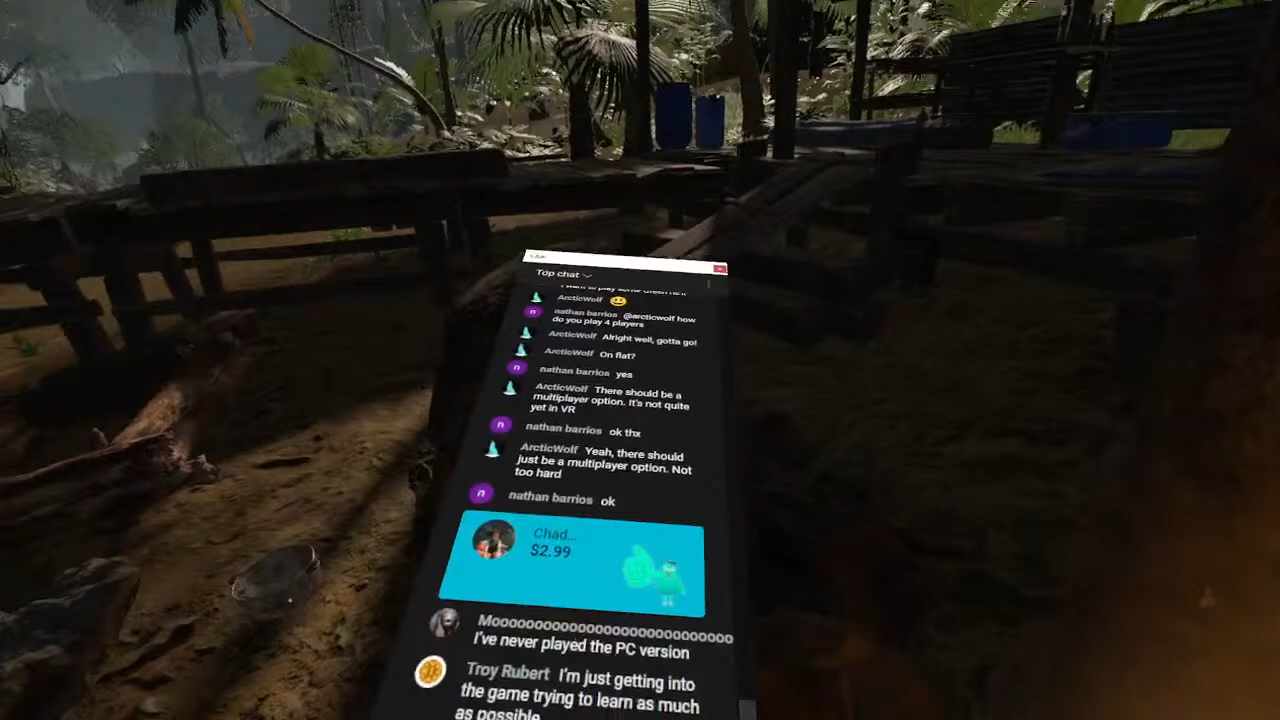 Top chat
ArcticWolf
nathan barrios @arcticwolf how
do you play 4 players
ArcticWolf Alright well, gotta go!
ArcticWolf On flat?
nathan barrios yes
ArcticWolf There should be a
multiplayer option. It's not quite
yet in VR
nathan barrios ok thx
ArcticWolf Yeah, there should
just be a multiplayer option. Not
too hard
nathan barrios ok
Chad...
$2.99
I've never played the PC version
Troy Rubert I'm just getting into
the game trying to learn as much
as possible